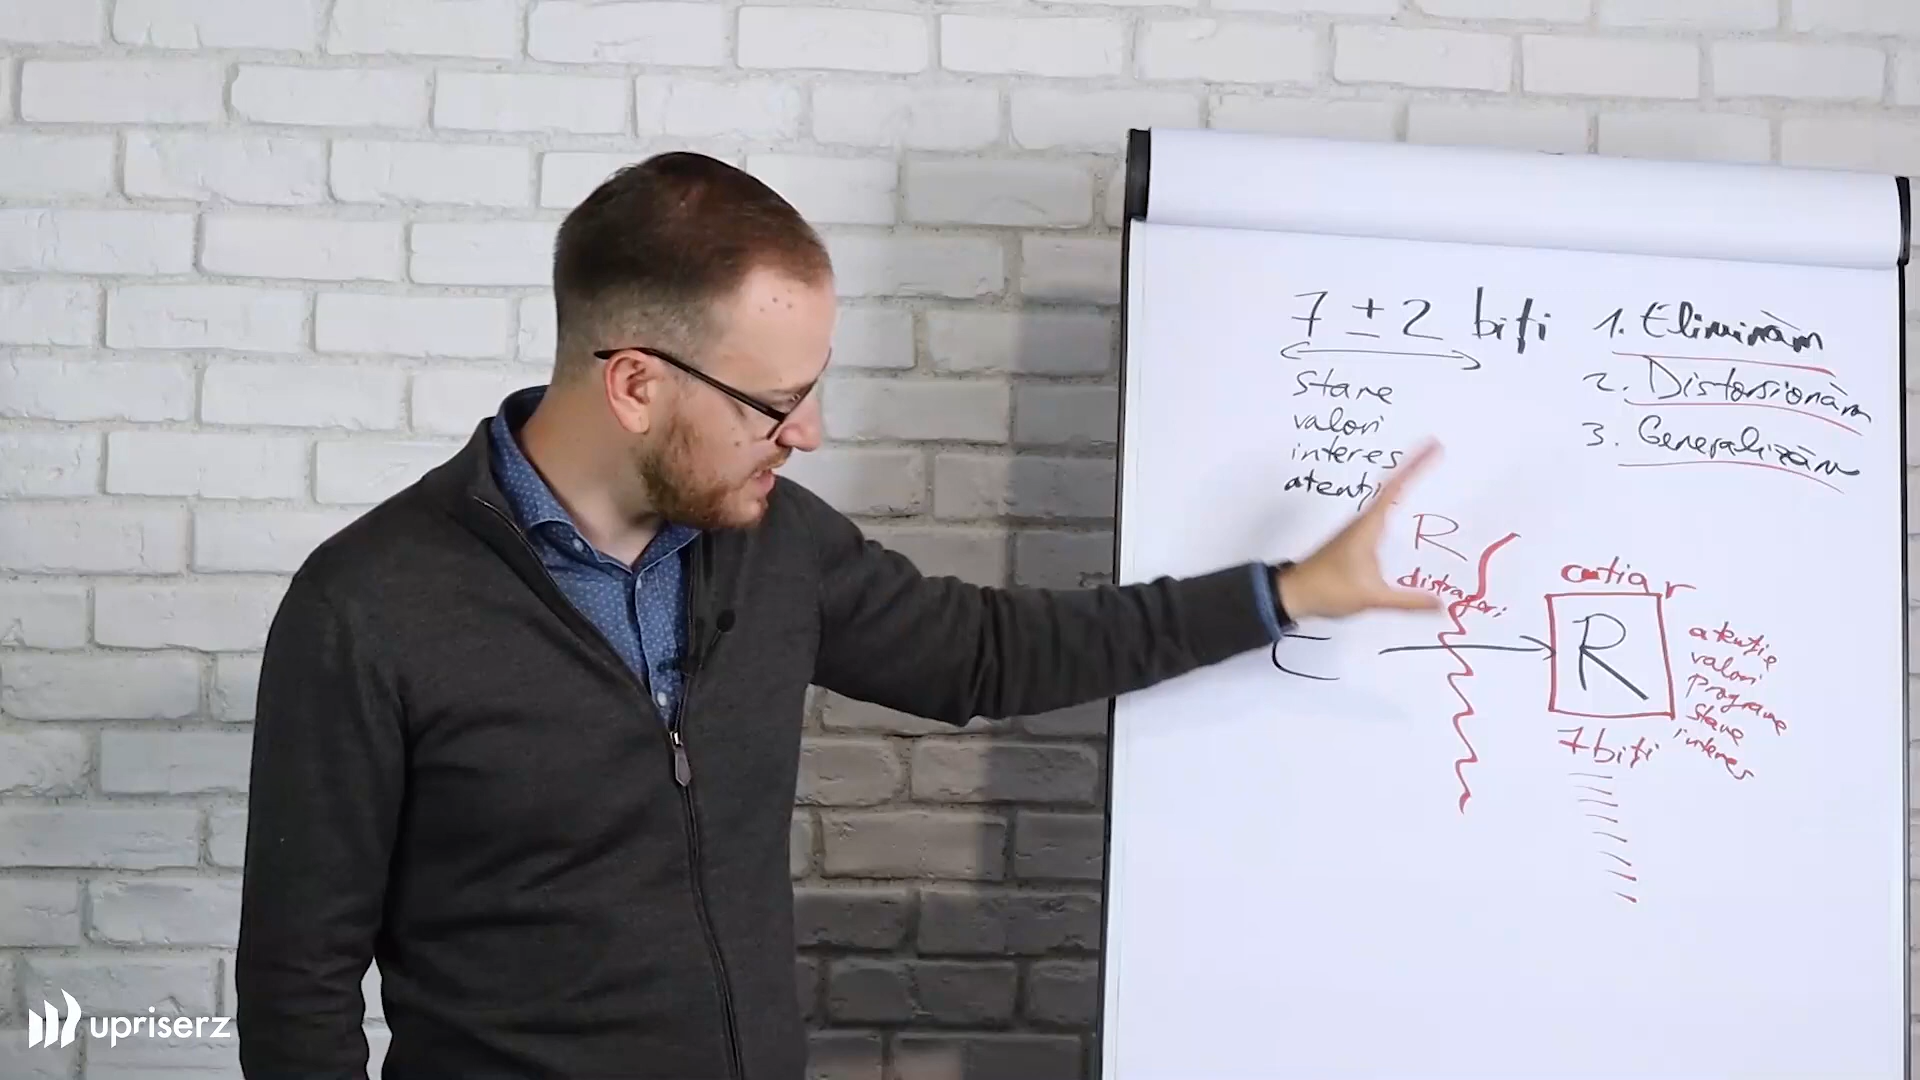 7 ± 2 biți
stare
valori
interes
atenți
1. Eliminăm
2. Distorsionăm
3. Generalizăm
R
distrageri
E
R
atenție
valori
programe
stare
interes
7 biți
upriserz